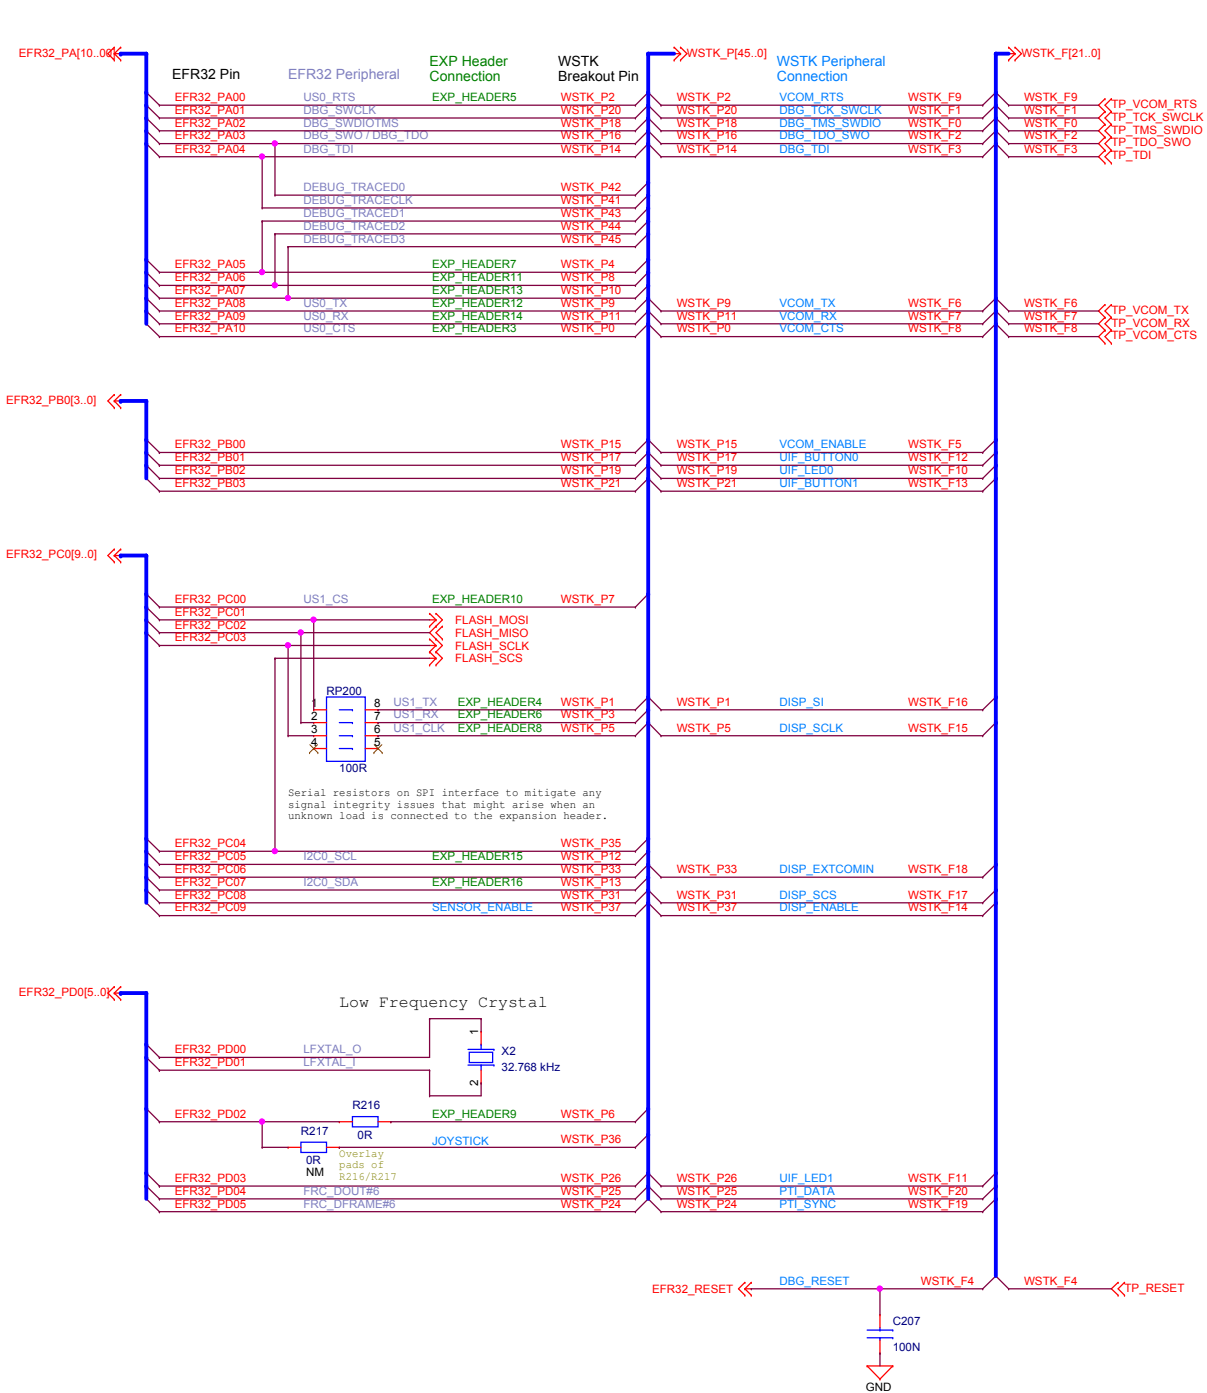 EFR32_PA[10..00] WSTK_P[45..0] WSTK_F[21..0]
EFR32 Pin EFR32 Peripheral EXP Header Connection WSTK Breakout Pin WSTK Peripheral Connection
EFR32_PA00 US0_RTS EXP_HEADER5 WSTK_P2 WSTK_P2 VCOM_RTS WSTK_F9 WSTK_F9 TP_VCOM_RTS
EFR32_PA01 DBG_SWCLK WSTK_P20 WSTK_P20 DBG_TCK_SWCLK WSTK_F1 WSTK_F1 TP_TCK_SWCLK
EFR32_PA02 DBG_SWDIOTMS WSTK_P18 WSTK_P18 DBG_TMS_SWDIO WSTK_F0 WSTK_F0 TP_TMS_SWDIO
EFR32_PA03 DBG_SWO / DBG_TDO WSTK_P16 WSTK_P16 DBG_TDO_SWO WSTK_F2 WSTK_F2 TP_TDO_SWO
EFR32_PA04 DBG_TDI WSTK_P14 WSTK_P14 DBG_TDI WSTK_F3 WSTK_F3 TP_TDI
DEBUG_TRACED0 WSTK_P42
DEBUG_TRACECLK WSTK_P41
DEBUG_TRACED1 WSTK_P43
DEBUG_TRACED2 WSTK_P44
DEBUG_TRACED3 WSTK_P45
EFR32_PA05 EXP_HEADER7 WSTK_P4
EFR32_PA06 EXP_HEADER11 WSTK_P8
EFR32_PA07 EXP_HEADER13 WSTK_P10
EFR32_PA08 US0_TX EXP_HEADER12 WSTK_P9 WSTK_P9 VCOM_TX WSTK_F6 WSTK_F6 TP_VCOM_TX
EFR32_PA09 US0_RX EXP_HEADER14 WSTK_P11 WSTK_P11 VCOM_RX WSTK_F7 WSTK_F7 TP_VCOM_RX
EFR32_PA10 US0_CTS EXP_HEADER3 WSTK_P0 WSTK_P0 VCOM_CTS WSTK_F8 WSTK_F8 TP_VCOM_CTS
EFR32_PB0[3..0]
EFR32_PB00 WSTK_P15 WSTK_P15 VCOM_ENABLE WSTK_F5
EFR32_PB01 WSTK_P17 WSTK_P17 UIF_BUTTON0 WSTK_F12
EFR32_PB02 WSTK_P19 WSTK_P19 UIF_LED0 WSTK_F10
EFR32_PB03 WSTK_P21 WSTK_P21 UIF_BUTTON1 WSTK_F13
EFR32_PC0[9..0]
EFR32_PC00 US1_CS EXP_HEADER10 WSTK_P7
EFR32_PC01 FLASH_MOSI
EFR32_PC02 FLASH_MISO
EFR32_PC03 FLASH_SCLK
FLASH_SCS
RP200
1 8 US1_TX EXP_HEADER4 WSTK_P1 WSTK_P1 DISP_SI WSTK_F16
2 7 US1_RX EXP_HEADER6 WSTK_P3
3 6 US1_CLK EXP_HEADER8 WSTK_P5 WSTK_P5 DISP_SCLK WSTK_F15
4 5
100R
Serial resistors on SPI interface to mitigate any
signal integrity issues that might arise when an
unknown load is connected to the expansion header.
EFR32_PC04 WSTK_P35
EFR32_PC05 I2C0_SCL EXP_HEADER15 WSTK_P12
EFR32_PC06 WSTK_P33 WSTK_P33 DISP_EXTCOMIN WSTK_F18
EFR32_PC07 I2C0_SDA EXP_HEADER16 WSTK_P13
EFR32_PC08 WSTK_P31 WSTK_P31 DISP_SCS WSTK_F17
EFR32_PC09 SENSOR_ENABLE WSTK_P37 WSTK_P37 DISP_ENABLE WSTK_F14
EFR32_PD0[5..0]
Low Frequency Crystal
1
EFR32_PD00 LFXTAL_O X2
EFR32_PD01 LFXTAL_I 32.768 kHz
2
R216
EFR32_PD02 EXP_HEADER9 WSTK_P6
0R
R217
JOYSTICK WSTK_P36
0R
NM
Overlay
pads of
R216/R217
EFR32_PD03 WSTK_P26 WSTK_P26 UIF_LED1 WSTK_F11
EFR32_PD04 FRC_DOUT#6 WSTK_P25 WSTK_P25 PTI_DATA WSTK_F20
EFR32_PD05 FRC_DFRAME#6 WSTK_P24 WSTK_P24 PTI_SYNC WSTK_F19
EFR32_RESET DBG_RESET WSTK_F4 WSTK_F4 TP_RESET
C207
100N
GND